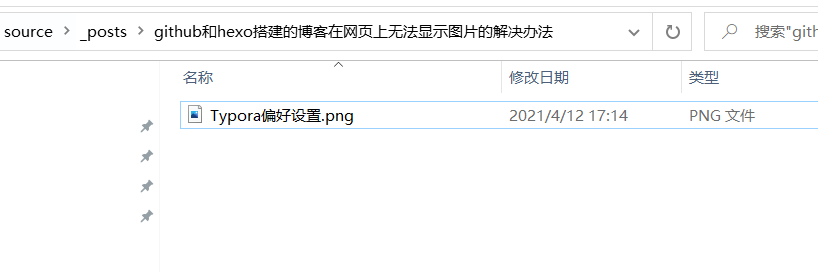 source > _posts > github和hexo搭建的博客在网页上无法显示图片的解决办法
搜索"gith
名称 修改日期 类型
Typora偏好设置.png 2021/4/12 17:14 PNG 文件